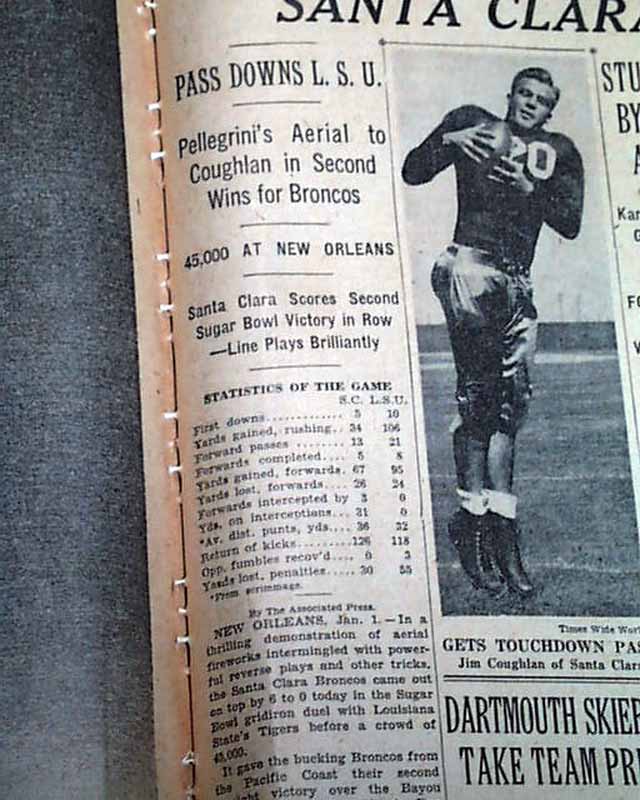 SANTA CLAR
PASS DOWNS L. S. U.
Pellegrini's Aerial to
Coughlan in Second
Wins for Broncos
45,000 AT NEW ORLEANS
Santa Clara Scores Second
Sugar Bowl Victory in Row
—Line Plays Brilliantly
STATISTICS OF THE GAME
S.C. L.S.U.
First downs............. 5 10
Yards gained, rushing.. 34 106
Forward passes ........ 13 21
Forwards completed.... 5 8
Yards gained, forwards. 67 95
Yards lost, forwards.... 26 24
Forwards intercepted by 3 0
Yds. on interceptions... 31 0
*Av. dist. punts, yds.... 36 32
Return of kicks......... 126 118
Opp. fumbles recov'd.... 0 3
Yards lost, penalties..... 30 55
*From scrimmage.
By The Associated Press.
NEW ORLEANS, Jan. 1.—In a
thrilling demonstration of aerial
fireworks intermingled with power-
ful reverse plays and other tricks,
the Santa Clara Broncos came out
on top by 6 to 0 today in the Sugar
Bowl gridiron duel with Louisiana
State's Tigers before a crowd of
45,000.
It gave the bucking Broncos from
the Pacific Coast their second
ght victory over the Bayou
20
Times Wide Wor
GETS TOUCHDOWN PAS
Jim Coughlan of Santa Clar
DARTMOUTH SKIER
TAKE TEAM PRI
STU
BY
Kar
FO